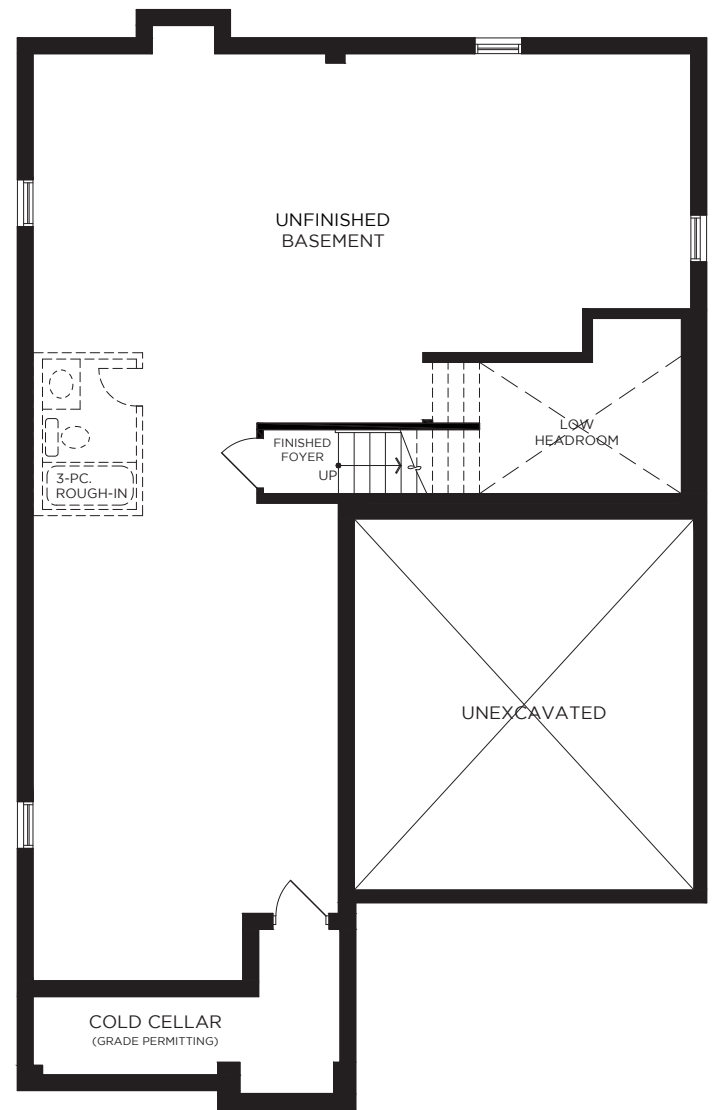 UNFINISHED
BASEMENT
LOW
HEADROOM
FINISHED
FOYER
UP
3-PC.
ROUGH-IN
UNEXCAVATED
COLD CELLAR
(GRADE PERMITTING)